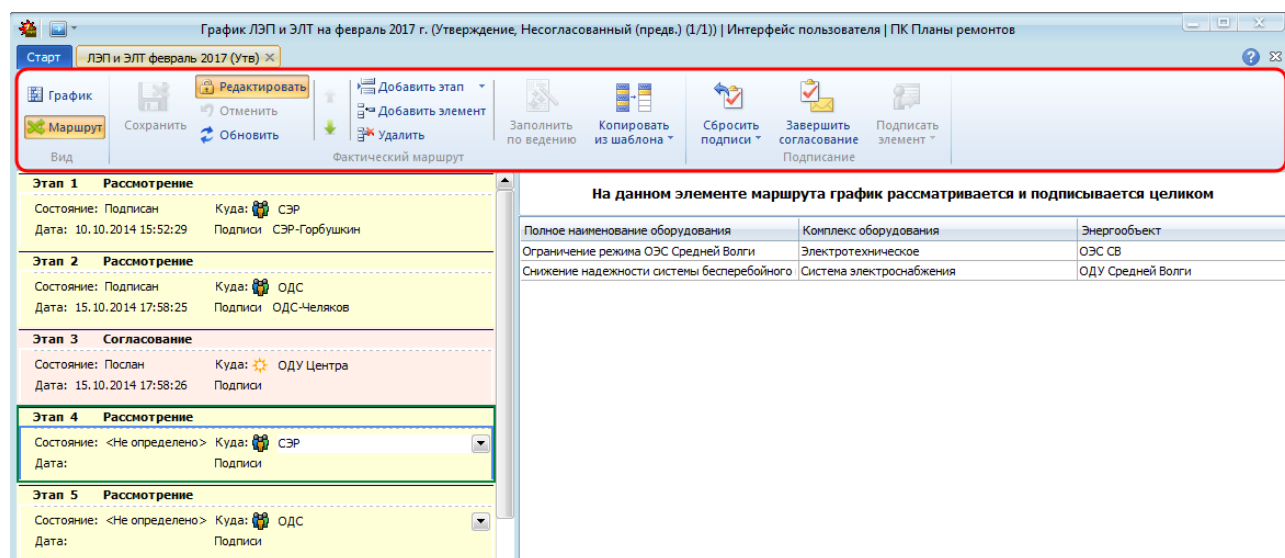 График ЛЭП и ЭЛТ на февраль 2017 г. (Утверждение, Несогласованный (предв.) (1/1)) | Интерфейс пользователя | ПК Планы ремонтов
Старт ЛЭП и ЭЛТ февраль 2017 (Утв)
График
Маршрут
Вид
Сохранить
Редактировать
Отменить
Обновить
Добавить этап
Добавить элемент
Удалить
Фактический маршрут
Заполнить по ведению
Копировать из шаблона
Сбросить подписи
Завершить согласование
Подписать элемент
Подписание
Этап 1 Рассмотрение
Состояние: Подписан Куда: СЭР
Дата: 10.10.2014 15:52:29 Подписи СЭР-Горбушкин
Этап 2 Рассмотрение
Состояние: Подписан Куда: ОДС
Дата: 15.10.2014 17:58:25 Подписи ОДС-Челяков
Этап 3 Согласование
Состояние: Послан Куда: ОДУ Центра
Дата: 15.10.2014 17:58:26 Подписи
Этап 4 Рассмотрение
Состояние: <Не определено> Куда: СЭР
Дата: Подписи
Этап 5 Рассмотрение
Состояние: <Не определено> Куда: ОДС
Дата: Подписи
На данном элементе маршрута график рассматривается и подписывается целиком
Полное наименование оборудования Комплекс оборудования Энергообъект
Ограничение режима ОЭС Средней Волги Электротехническое ОЭС СВ
Снижение надежности системы бесперебойного Система электроснабжения ОДУ Средней Волги